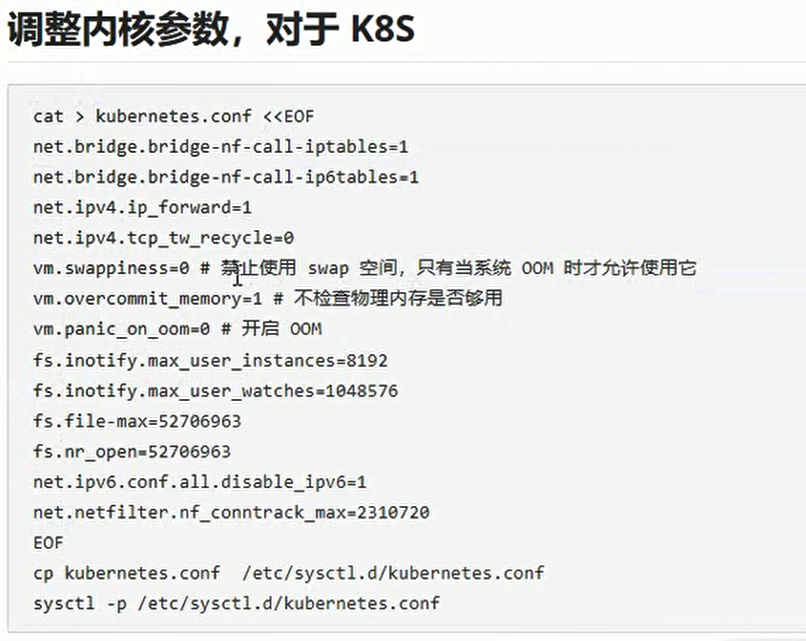 调整内核参数，对于 K8S
cat > kubernetes.conf <<EOF
net.bridge.bridge-nf-call-iptables=1
net.bridge.bridge-nf-call-ip6tables=1
net.ipv4.ip_forward=1
net.ipv4.tcp_tw_recycle=0
vm.swappiness=0 # 禁止使用 swap 空间，只有当系统 OOM 时才允许使用它
vm.overcommit_memory=1 # 不检查物理内存是否够用
vm.panic_on_oom=0 # 开启 OOM
fs.inotify.max_user_instances=8192
fs.inotify.max_user_watches=1048576
fs.file-max=52706963
fs.nr_open=52706963
net.ipv6.conf.all.disable_ipv6=1
net.netfilter.nf_conntrack_max=2310720
EOF
cp kubernetes.conf  /etc/sysctl.d/kubernetes.conf
sysctl -p /etc/sysctl.d/kubernetes.conf